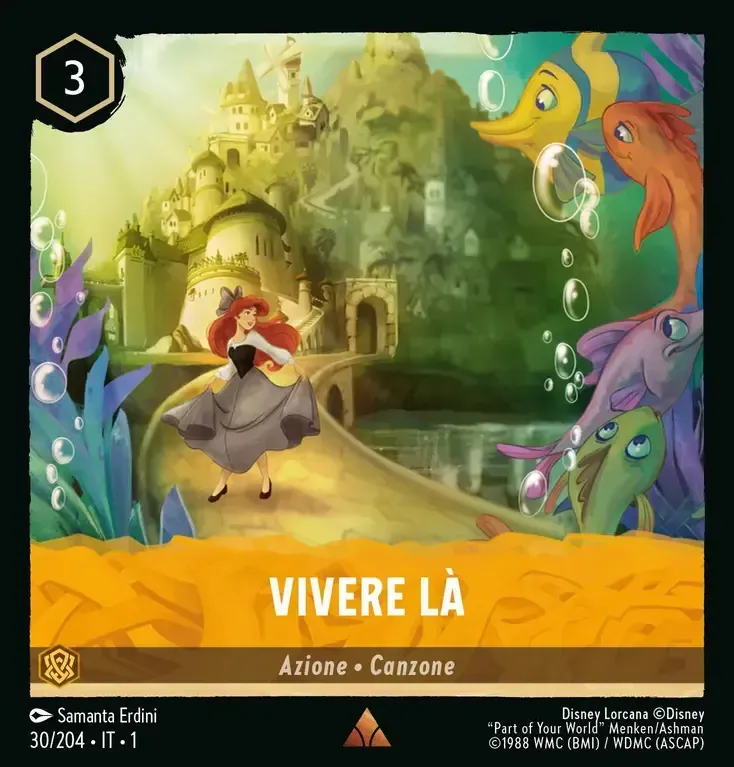 3
VIVERE LÀ
Azione • Canzone
Samanta Erdini
30/204 • IT • 1
Disney Lorcana ©Disney
“Part of Your World” Menken/Ashman
©1988 WMC (BMI) / WDMC (ASCAP)